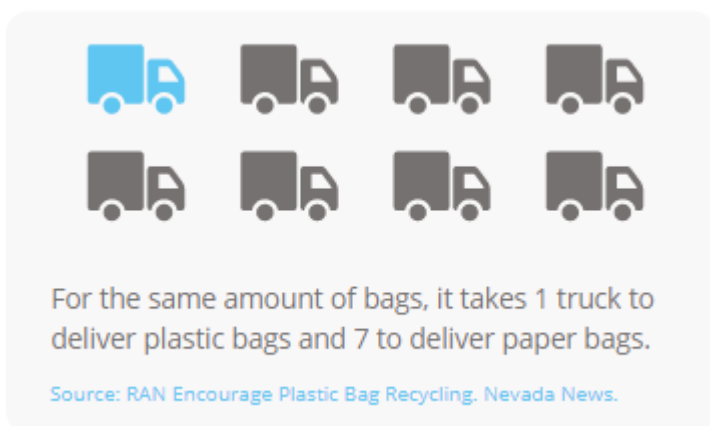 For the same amount of bags, it takes 1 truck to
deliver plastic bags and 7 to deliver paper bags.
Source: RAN Encourage Plastic Bag Recycling. Nevada News.